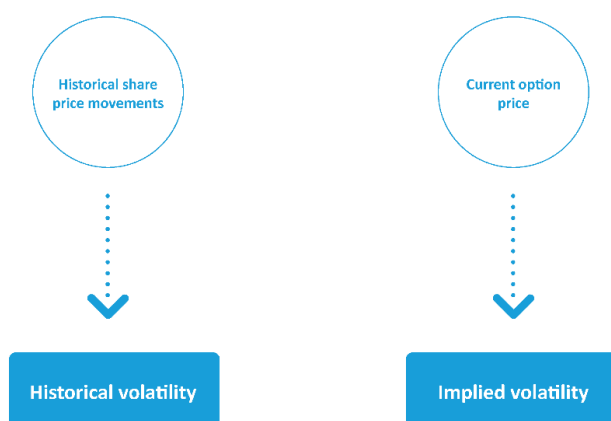 Historical share
price movements
Current option
price
Historical volatility
Implied volatility